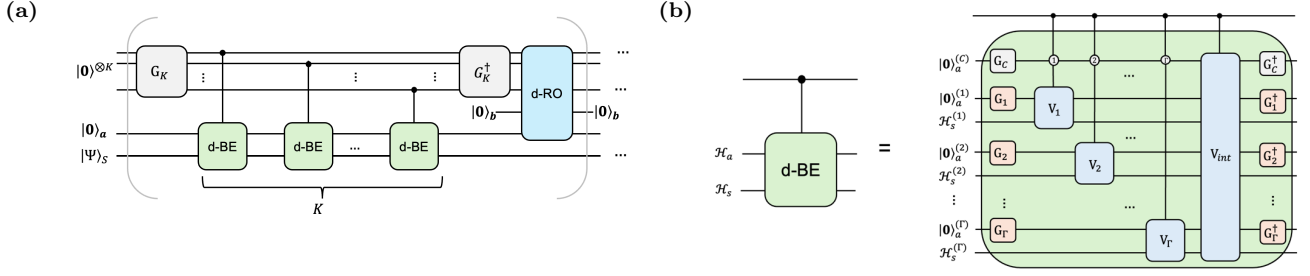 (a)
|0⟩^{⊗K}
G_K
⋮
⋮
⋮
G_K^†
d-RO
...
...
|0⟩_b
|0⟩_b
|0⟩_a
|Ψ⟩_S
d-BE
d-BE
...
d-BE
...
K
(b)
ℋ_a
ℋ_s
d-BE
=
|0⟩_a^{(C)}
G_C
1
2
Γ
...
G_C^†
|0⟩_a^{(1)}
G_1
V_1
G_1^†
ℋ_s^{(1)}
...
|0⟩_a^{(2)}
G_2
V_2
V_{int}
G_2^†
ℋ_s^{(2)}
⋮
⋮
...
⋮
|0⟩_a^{(Γ)}
G_Γ
V_Γ
G_Γ^†
ℋ_s^{(Γ)}